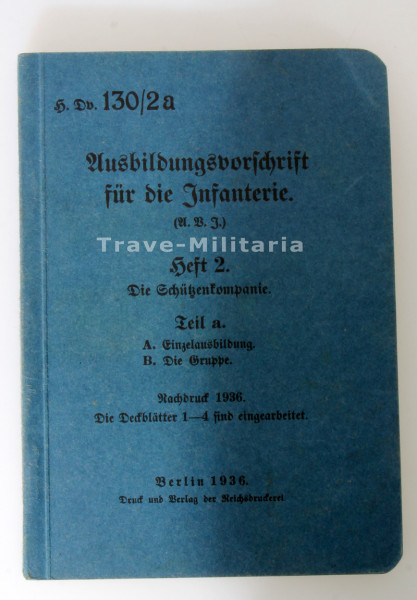 H. Dv. 130/2a
Ausbildungsvorschrift
für die Infanterie.
(A. V. I.)
Trave-Militaria
Heft 2.
Die Schützenkompanie.
Teil a.
A. Einzelausbildung.
B. Die Gruppe.
Nachdruck 1936.
Die Deckblätter 1—4 sind eingearbeitet.
Berlin 1936.
Druck und Verlag der Reichsdruckerei